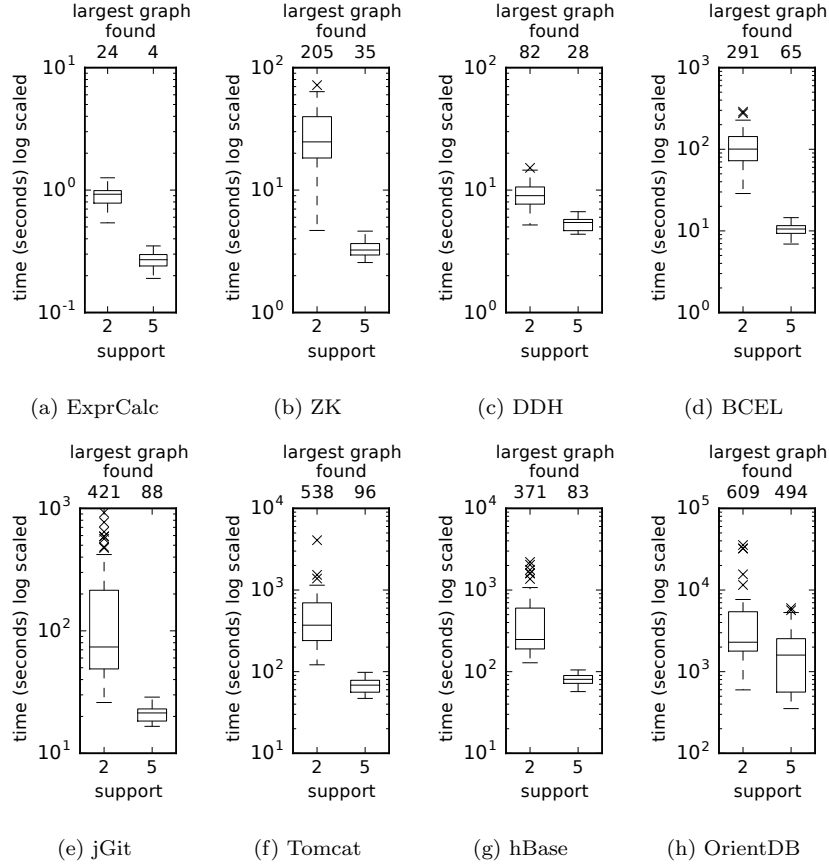 largest graph
found
24 4
time (seconds) log scaled
10^1
10^0
10^-1
2 5
support
(a) ExprCalc
largest graph
found
205 35
time (seconds) log scaled
10^2
10^1
10^0
2 5
support
(b) ZK
largest graph
found
82 28
time (seconds) log scaled
10^2
10^1
10^0
2 5
support
(c) DDH
largest graph
found
291 65
time (seconds) log scaled
10^3
10^2
10^1
10^0
2 5
support
(d) BCEL
largest graph
found
421 88
time (seconds) log scaled
10^3
10^2
10^1
2 5
support
(e) jGit
largest graph
found
538 96
time (seconds) log scaled
10^4
10^3
10^2
10^1
2 5
support
(f) Tomcat
largest graph
found
371 83
time (seconds) log scaled
10^4
10^3
10^2
10^1
2 5
support
(g) hBase
largest graph
found
609 494
time (seconds) log scaled
10^5
10^4
10^3
10^2
2 5
support
(h) OrientDB